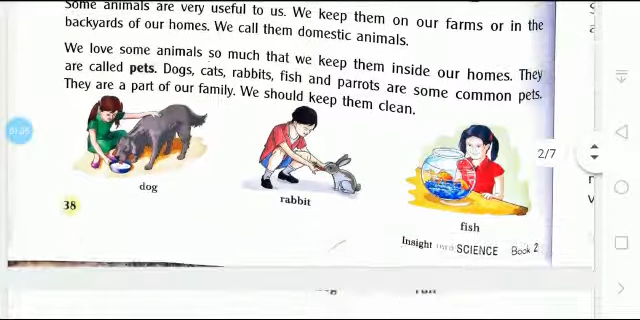 Some animals are very useful to us. We keep them on our farms or in the
backyards of our homes. We call them domestic animals.
We love some animals so much that we keep them inside our homes. They
are called pets. Dogs, cats, rabbits, fish and parrots are some common pets.
They are a part of our family. We should keep them clean.
2/7
dog
rabbit
fish
38
Insight into SCIENCE Book 2